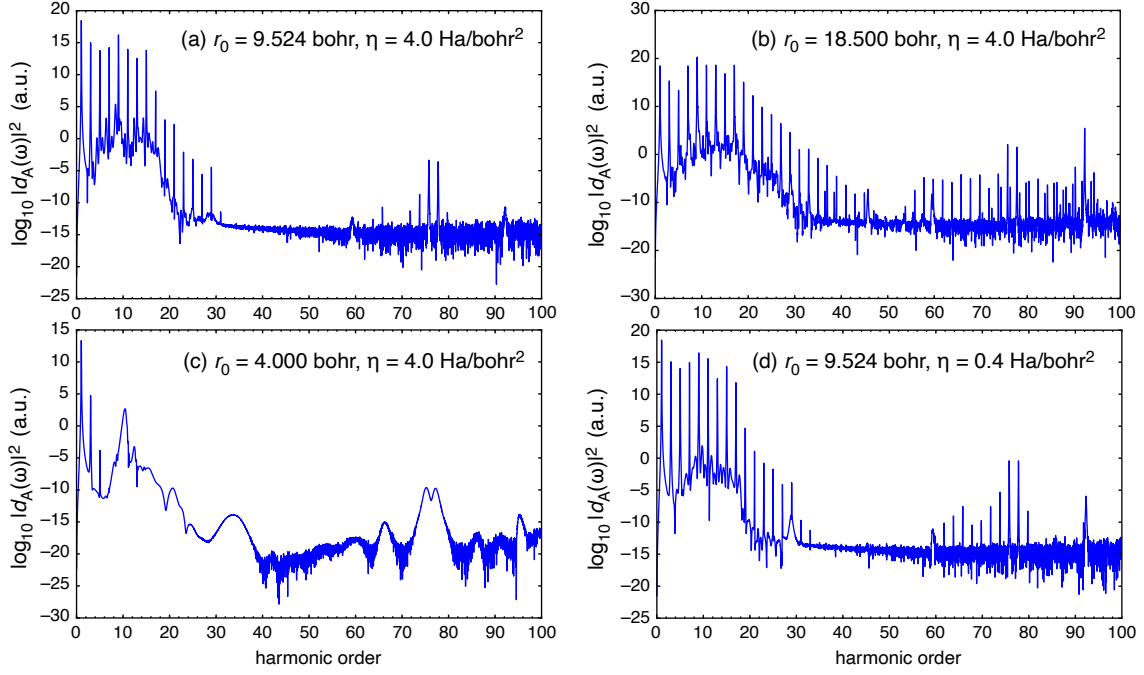 (a) r₀ = 9.524 bohr, η = 4.0 Ha/bohr²
log₁₀ |d_A(ω)|² (a.u.)
20
15
10
5
0
−5
−10
−15
−20
−25
0 10 20 30 40 50 60 70 80 90 100
(b) r₀ = 18.500 bohr, η = 4.0 Ha/bohr²
log₁₀ |d_A(ω)|² (a.u.)
30
20
10
0
−10
−20
−30
0 10 20 30 40 50 60 70 80 90 100
(c) r₀ = 4.000 bohr, η = 4.0 Ha/bohr²
log₁₀ |d_A(ω)|² (a.u.)
15
10
5
0
−5
−10
−15
−20
−25
−30
0 10 20 30 40 50 60 70 80 90 100
harmonic order
(d) r₀ = 9.524 bohr, η = 0.4 Ha/bohr²
log₁₀ |d_A(ω)|² (a.u.)
20
15
10
5
0
−5
−10
−15
−20
−25
0 10 20 30 40 50 60 70 80 90 100
harmonic order